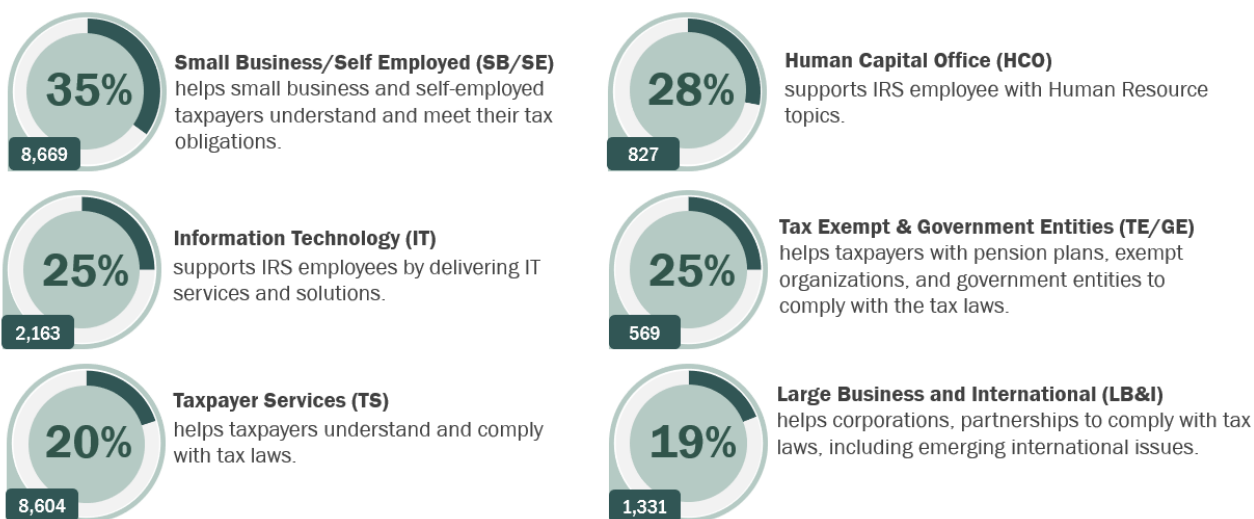 35%
8,669
Small Business/Self Employed (SB/SE)
helps small business and self-employed
taxpayers understand and meet their tax
obligations.
28%
827
Human Capital Office (HCO)
supports IRS employee with Human Resource
topics.
25%
2,163
Information Technology (IT)
supports IRS employees by delivering IT
services and solutions.
25%
569
Tax Exempt & Government Entities (TE/GE)
helps taxpayers with pension plans, exempt
organizations, and government entities to
comply with the tax laws.
20%
8,604
Taxpayer Services (TS)
helps taxpayers understand and comply
with tax laws.
19%
1,331
Large Business and International (LB&I)
helps corporations, partnerships to comply with tax
laws, including emerging international issues.